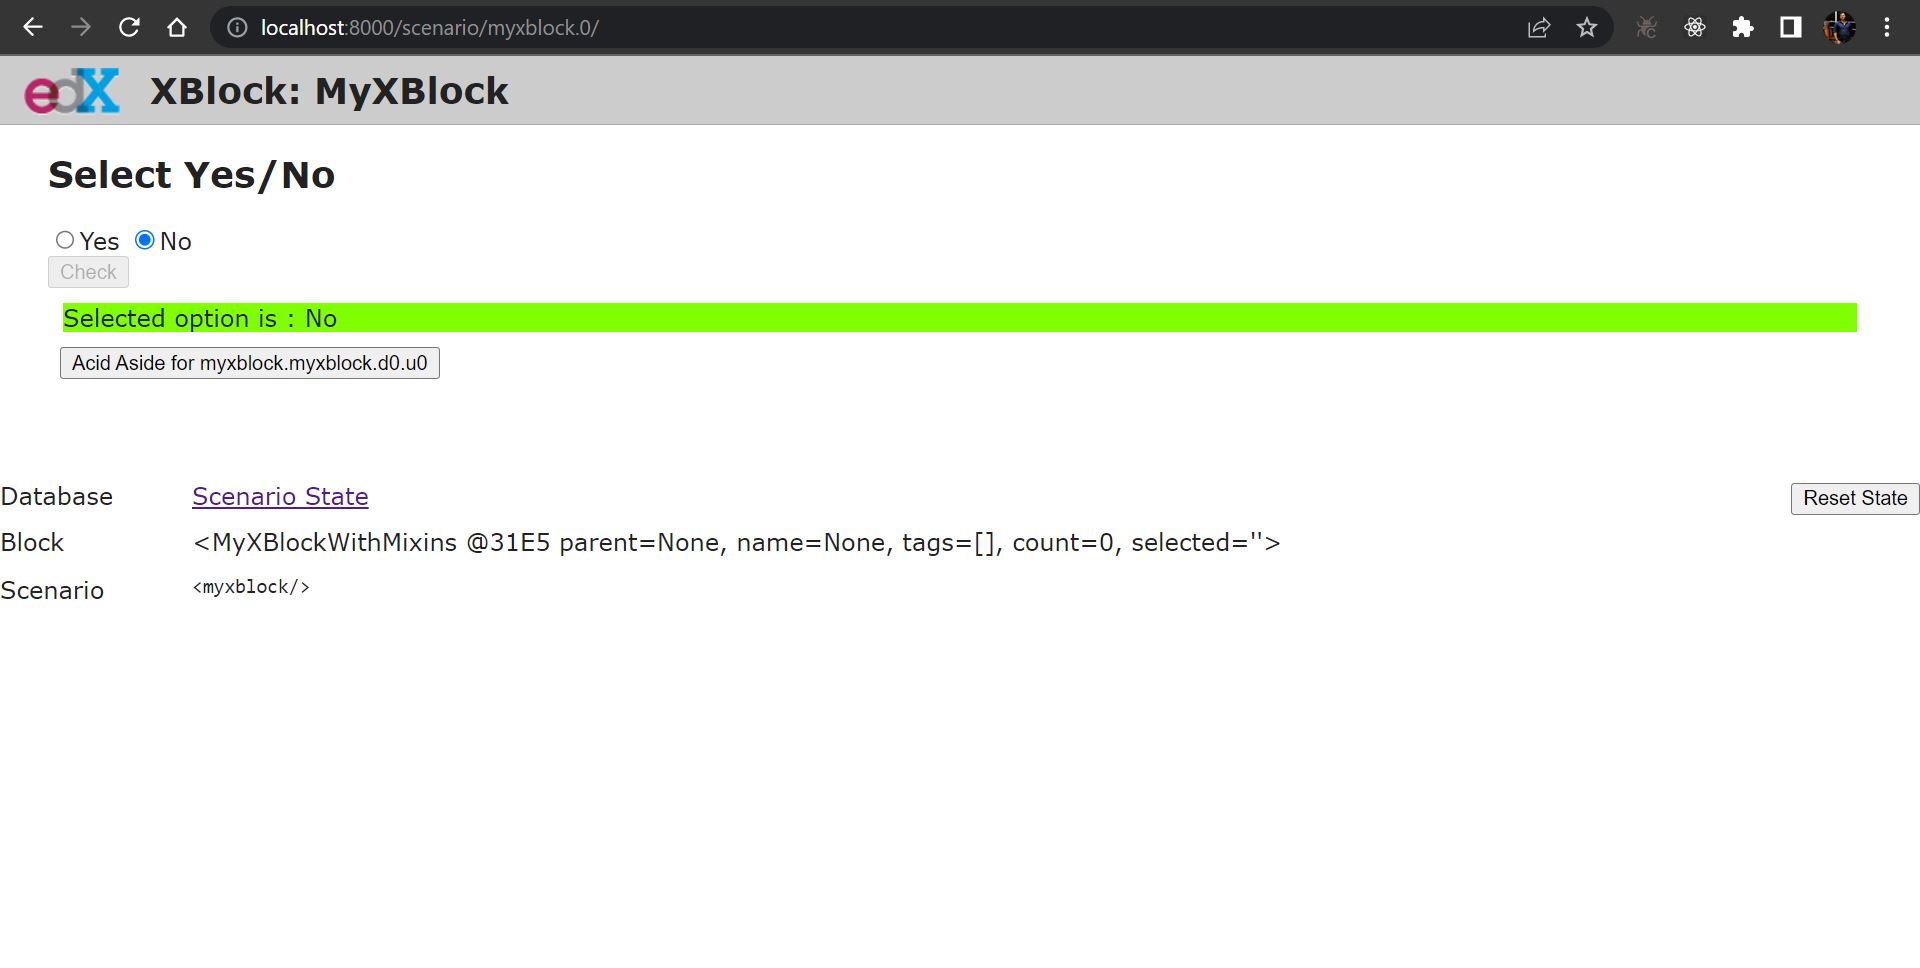 localhost:8000/scenario/myxblock.0/
edX XBlock: MyXBlock
Select Yes/No
Yes No
Check
Selected option is : No
Acid Aside for myxblock.myxblock.d0.u0
Database Scenario State Reset State
Block <MyXBlockWithMixins @31E5 parent=None, name=None, tags=[], count=0, selected=''>
Scenario <myxblock/>